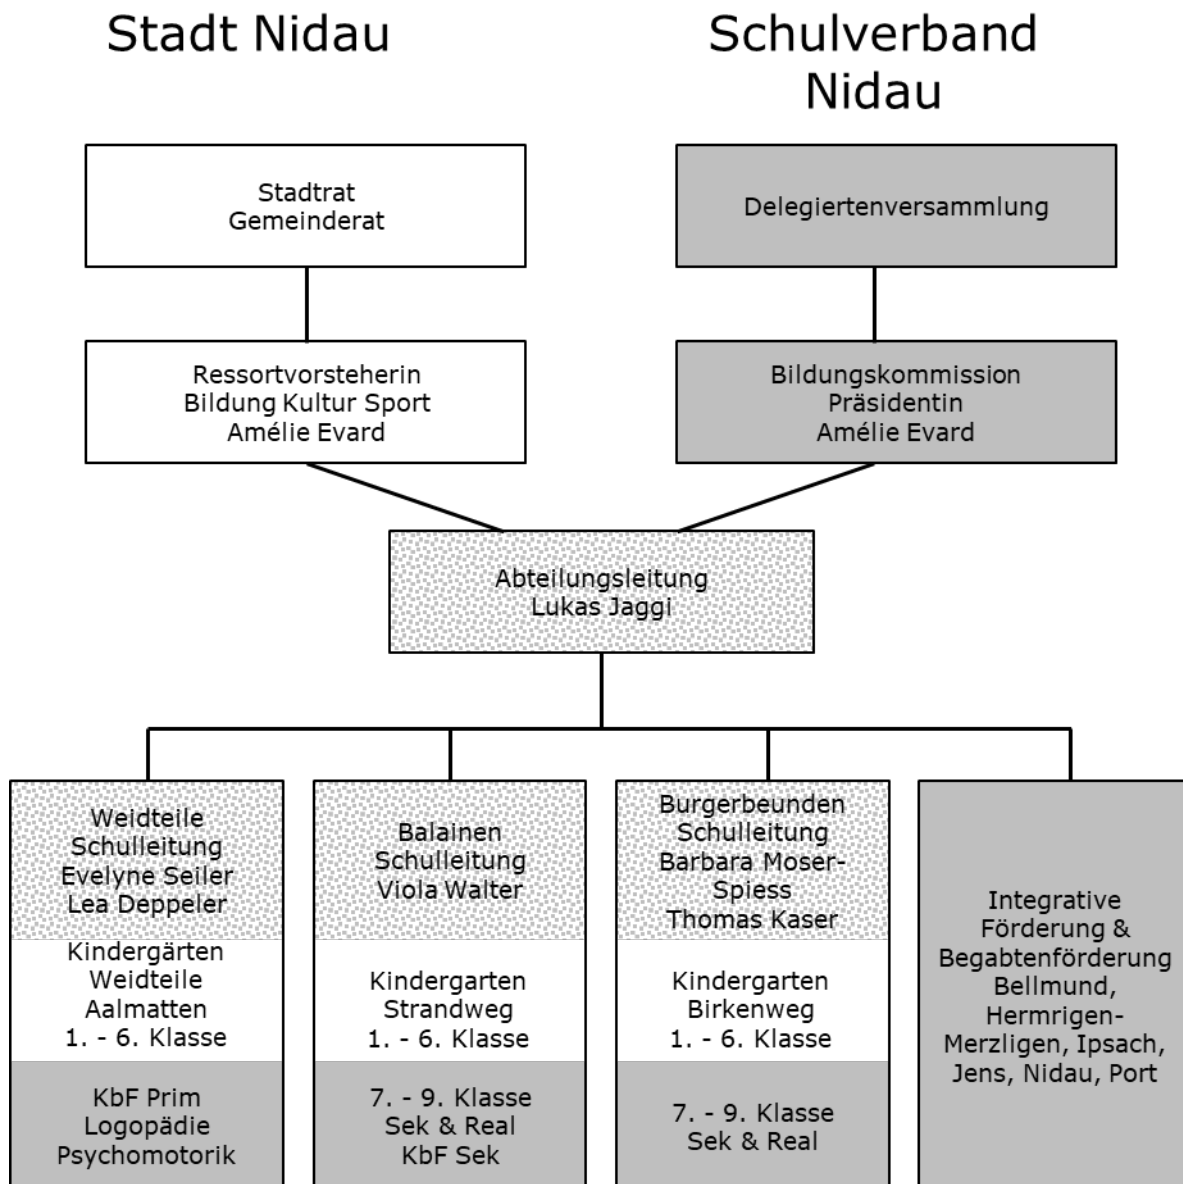 Stadt Nidau
Schulverband
Nidau
Stadtrat
Gemeinderat
Delegiertenversammlung
Ressortvorsteherin
Bildung Kultur Sport
Amélie Evard
Bildungskommission
Präsidentin
Amélie Evard
Abteilungsleitung
Lukas Jaggi
Weidteile
Schulleitung
Evelyne Seiler
Lea Deppeler
Kindergärten
Weidteile
Aalmatten
1. - 6. Klasse
KbF Prim
Logopädie
Psychomotorik
Balainen
Schulleitung
Viola Walter
Kindergarten
Strandweg
1. - 6. Klasse
7. - 9. Klasse
Sek & Real
KbF Sek
Burgerbeunden
Schulleitung
Barbara Moser-
Spiess
Thomas Kaser
Kindergarten
Birkenweg
1. - 6. Klasse
7. - 9. Klasse
Sek & Real
Integrative
Förderung &
Begabtenförderung
Bellmund,
Hermrigen-
Merzligen, Ipsach,
Jens, Nidau, Port